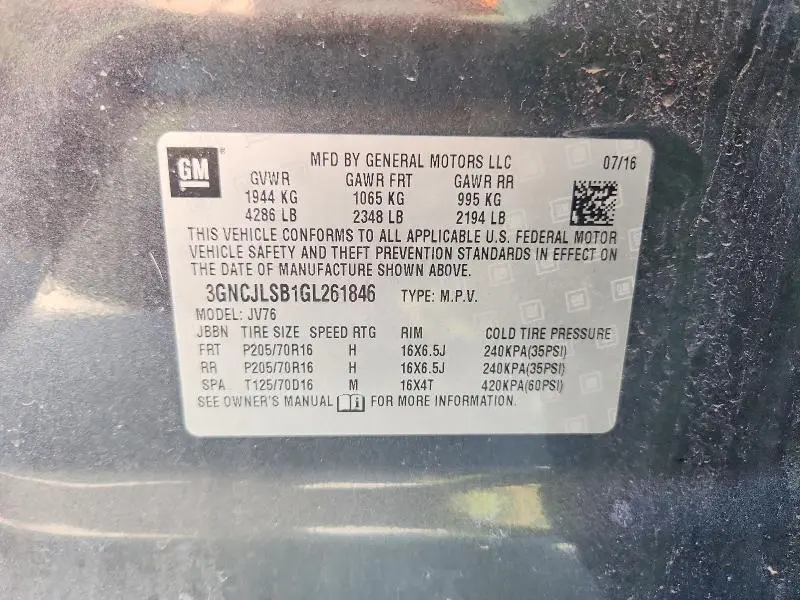 GM ® MFD BY GENERAL MOTORS LLC 07/16
GVWR GAWR FRT GAWR RR
1944 KG 1065 KG 995 KG
4286 LB 2348 LB 2194 LB
THIS VEHICLE CONFORMS TO ALL APPLICABLE U.S. FEDERAL MOTOR
VEHICLE SAFETY AND THEFT PREVENTION STANDARDS IN EFFECT ON
THE DATE OF MANUFACTURE SHOWN ABOVE.
3GNCJLSB1GL261846 TYPE: M.P.V.
MODEL: JV76
JBBN TIRE SIZE SPEED RTG RIM COLD TIRE PRESSURE
FRT P205/70R16 H 16X6.5J 240KPA(35PSI)
RR P205/70R16 H 16X6.5J 240KPA(35PSI)
SPA T125/70D16 M 16X4T 420KPA(60PSI)
SEE OWNER'S MANUAL FOR MORE INFORMATION.